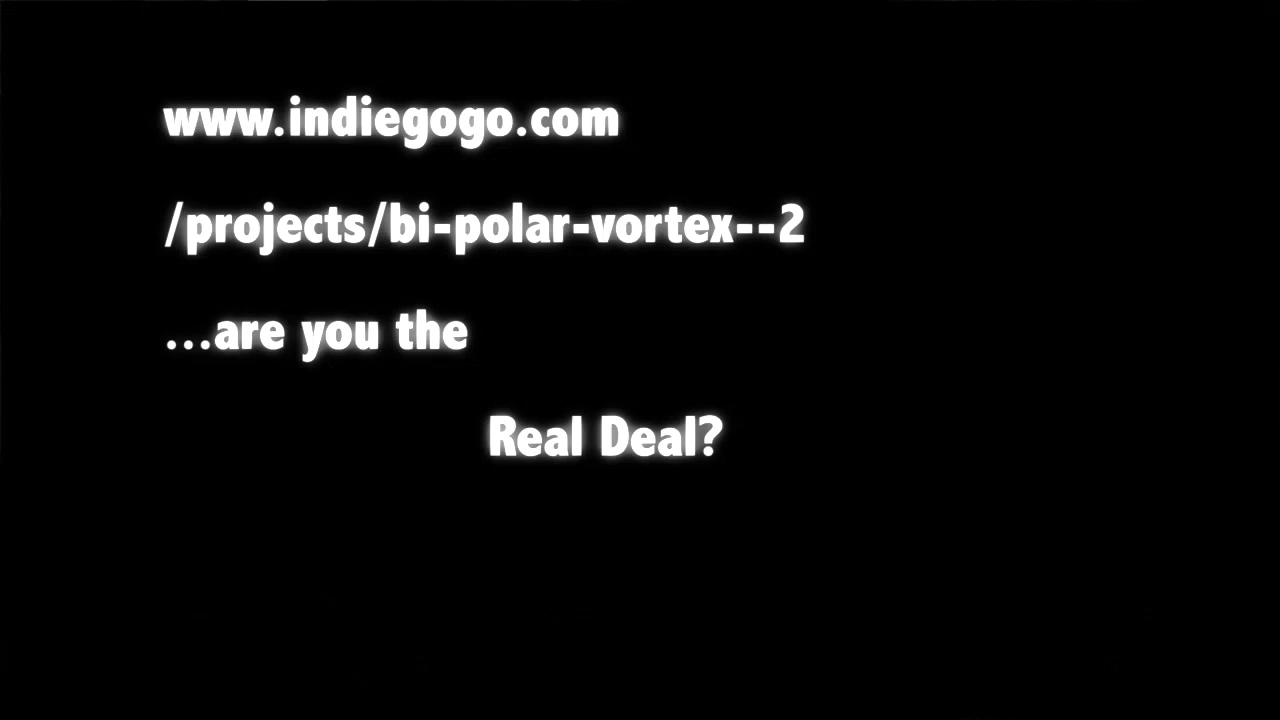 www.indiegogo.com
/projects/bi-polar-vortex--2
...are you the
Real Deal?